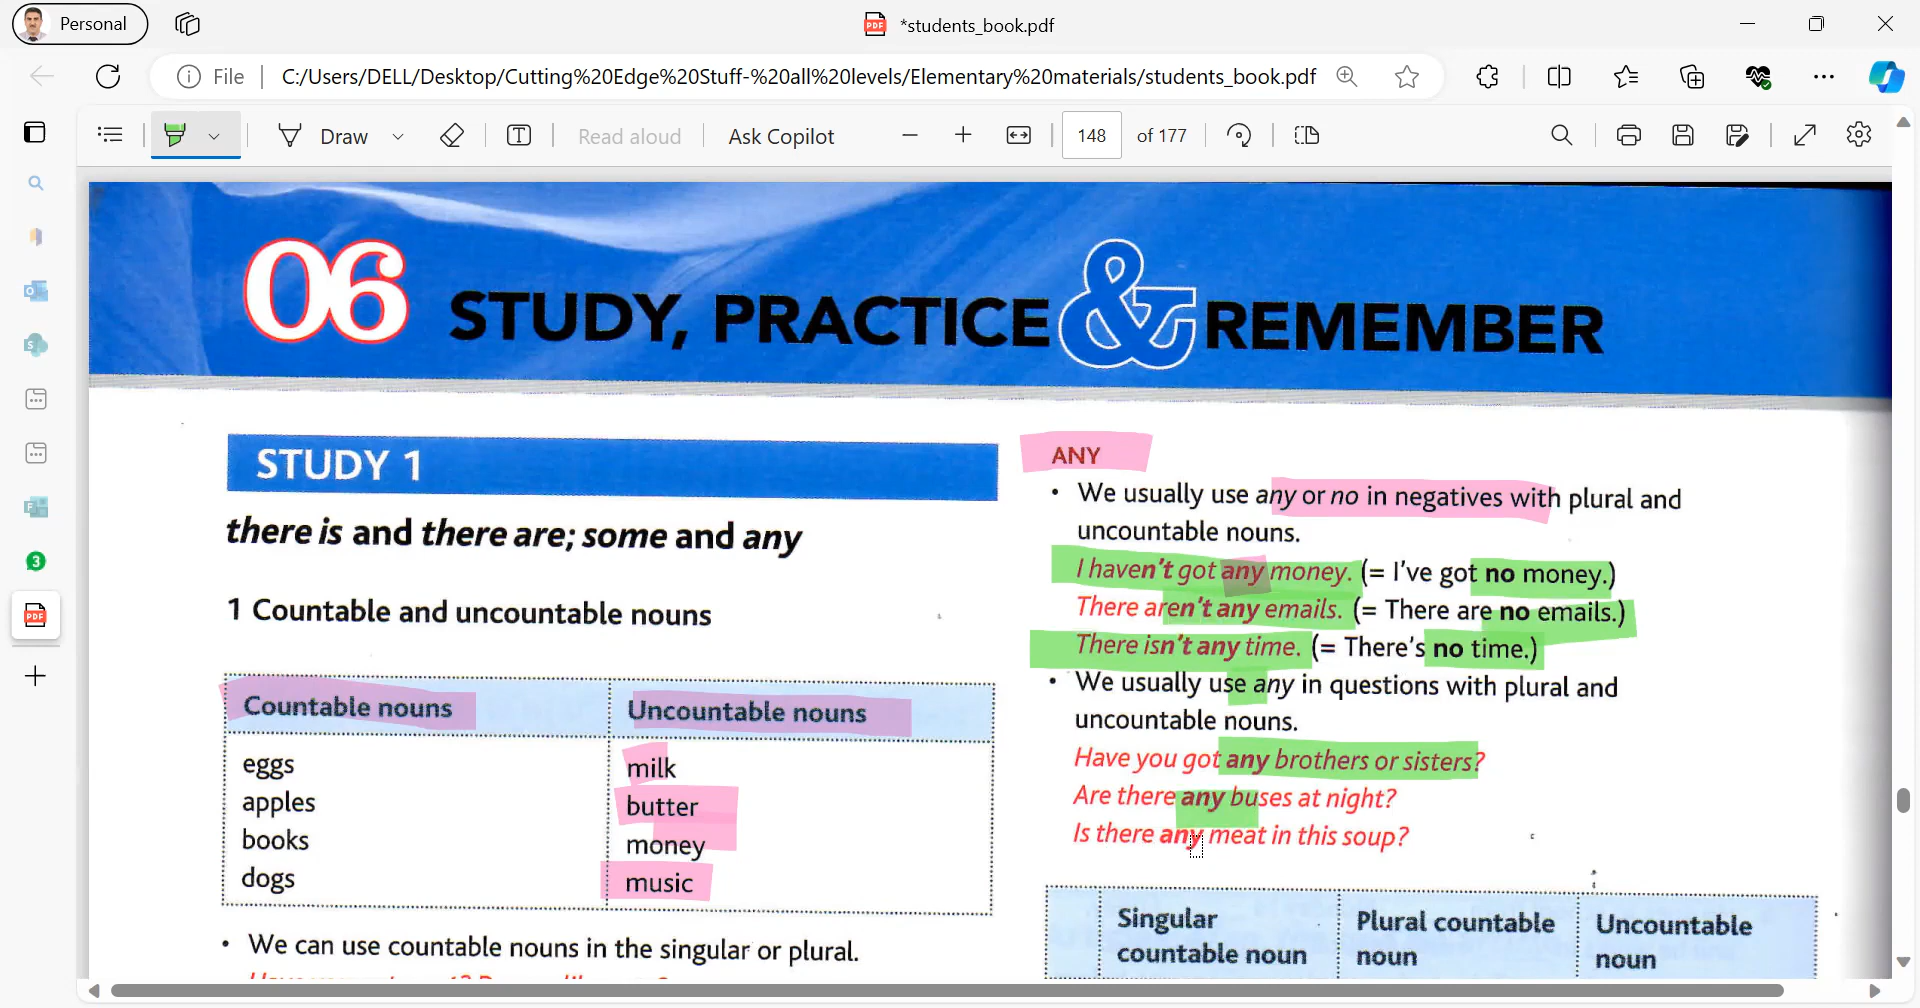 Personal
*students_book.pdf
File
C:/Users/DELL/Desktop/Cutting%20Edge%20Stuff-%20all%20levels/Elementary%20materials/students_book.pdf
Draw
Read aloud
Ask Copilot
148 of 177
06 STUDY, PRACTICE & REMEMBER
STUDY 1
there is and there are; some and any
1 Countable and uncountable nouns
Countable nouns
Uncountable nouns
eggs
milk
apples
butter
books
money
dogs
music
• We can use countable nouns in the singular or plural.
ANY
• We usually use any or no in negatives with plural and
uncountable nouns.
I haven't got any money. (= I've got no money.)
There aren't any emails. (= There are no emails.)
There isn't any time. (= There's no time.)
• We usually use any in questions with plural and
uncountable nouns.
Have you got any brothers or sisters?
Are there any buses at night?
Is there any meat in this soup?
Singular
countable noun
Plural countable
noun
Uncountable
noun
3